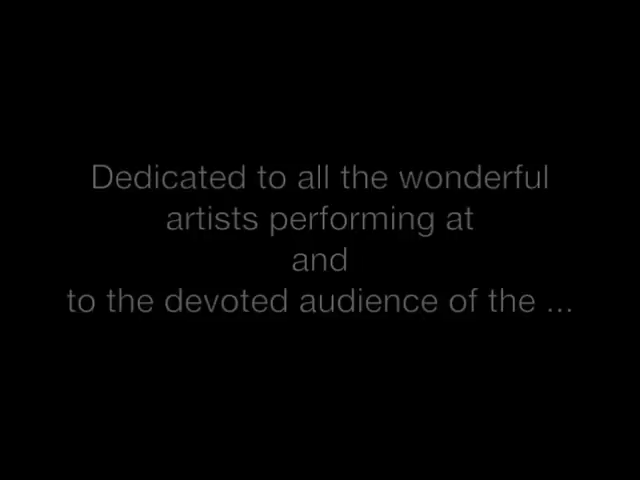 Dedicated to all the wonderful
artists performing at
and
to the devoted audience of the ...